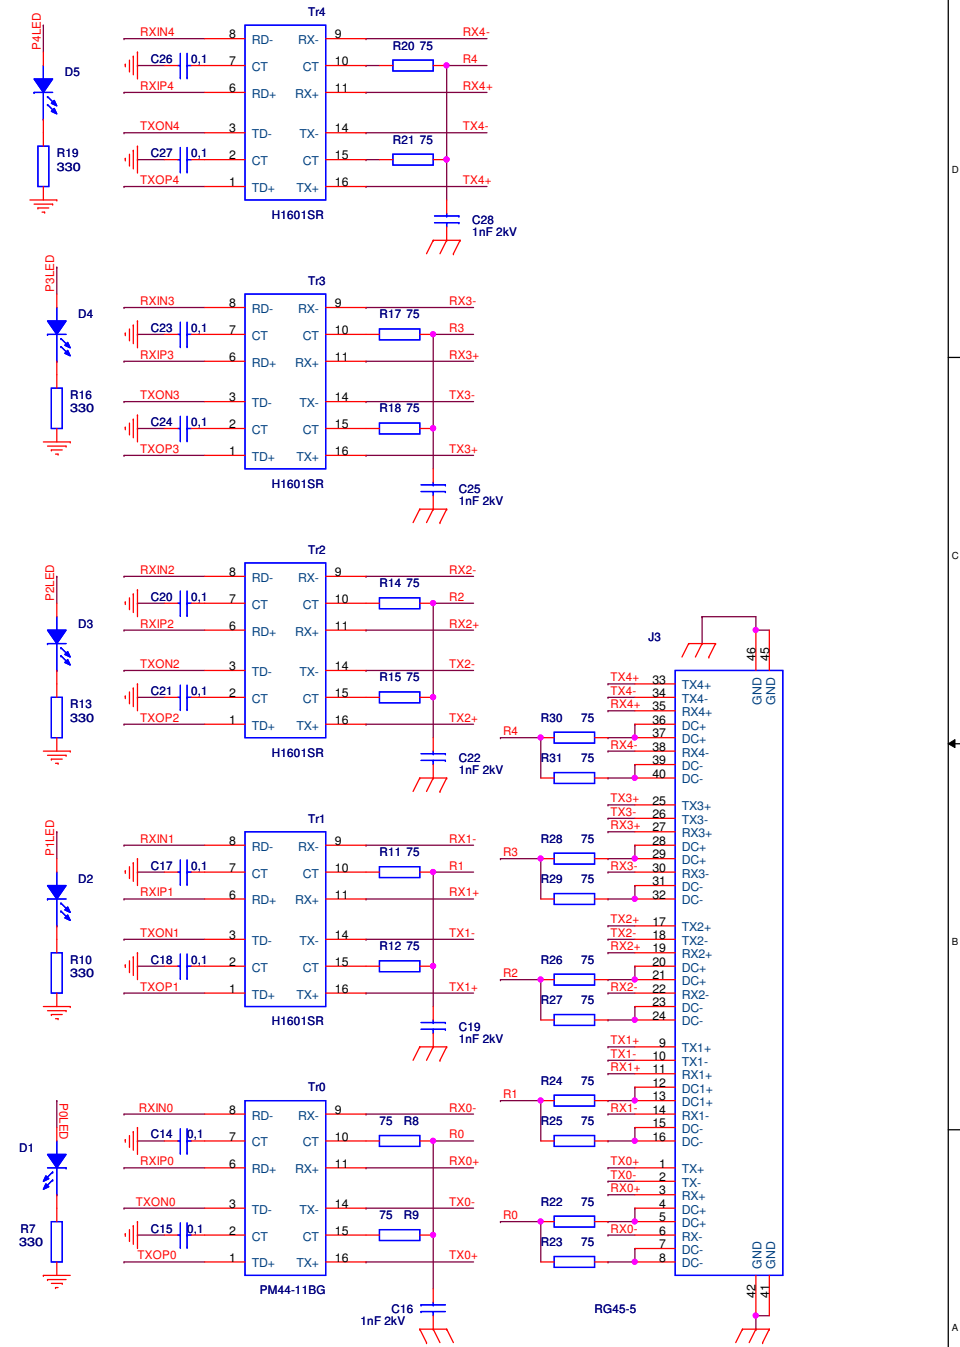 P4LED
D5
R19
330
Tr4
RXIN4 8 RD- RX- 9 RX4-
C26 0,1 7 CT CT 10 R20 75 R4
RXIP4 6 RD+ RX+ 11 RX4+
TXON4 3 TD- TX- 14 TX4-
C27 0,1 2 CT CT 15 R21 75
TXOP4 1 TD+ TX+ 16 TX4+
H1601SR
C28
1nF 2kV
D
P3LED
D4
R16
330
Tr3
RXIN3 8 RD- RX- 9 RX3-
C23 0,1 7 CT CT 10 R17 75 R3
RXIP3 6 RD+ RX+ 11 RX3+
TXON3 3 TD- TX- 14 TX3-
C24 0,1 2 CT CT 15 R18 75
TXOP3 1 TD+ TX+ 16 TX3+
H1601SR
C25
1nF 2kV
P2LED
D3
R13
330
Tr2
RXIN2 8 RD- RX- 9 RX2-
C20 0,1 7 CT CT 10 R14 75 R2
RXIP2 6 RD+ RX+ 11 RX2+
TXON2 3 TD- TX- 14 TX2-
C21 0,1 2 CT CT 15 R15 75
TXOP2 1 TD+ TX+ 16 TX2+
H1601SR
C22
1nF 2kV
C
P1LED
D2
R10
330
Tr1
RXIN1 8 RD- RX- 9 RX1-
C17 0,1 7 CT CT 10 R11 75 R1
RXIP1 6 RD+ RX+ 11 RX1+
TXON1 3 TD- TX- 14 TX1-
C18 0,1 2 CT CT 15 R12 75
TXOP1 1 TD+ TX+ 16 TX1+
H1601SR
C19
1nF 2kV
P0LED
D1
R7
330
Tr0
RXIN0 8 RD- RX- 9 RX0-
C14 0,1 7 CT CT 10 75 R8 R0
RXIP0 6 RD+ RX+ 11 RX0+
TXON0 3 TD- TX- 14 TX0-
C15 0,1 2 CT CT 15 75 R9
TXOP0 1 TD+ TX+ 16 TX0+
PM44-11BG
C16
1nF 2kV
J3
46 45
GND GND
TX4+ 33 TX4+
TX4- 34 TX4-
RX4+ 35 RX4+
36 DC+
R4 R30 75 37 DC+
RX4- 38 RX4-
39 DC-
R31 75 40 DC-
TX3+ 25 TX3+
TX3- 26 TX3-
RX3+ 27 RX3+
28 DC+
R3 R28 75 29 DC+
RX3- 30 RX3-
31 DC-
R29 75 32 DC-
TX2+ 17 TX2+
TX2- 18 TX2-
RX2+ 19 RX2+
20 DC+
R2 R26 75 21 DC+
RX2- 22 RX2-
23 DC-
R27 75 24 DC-
TX1+ 9 TX1+
TX1- 10 TX1-
RX1+ 11 RX1+
12 DC1+
R1 R24 75 13 DC1+
RX1- 14 RX1-
15 DC-
R25 75 16 DC-
TX0+ 1 TX+
TX0- 2 TX-
RX0+ 3 RX+
4 DC+
R0 R22 75 5 DC+
RX0- 6 RX-
7 DC-
R23 75 8 DC-
GND GND
42 41
RG45-5
B
A